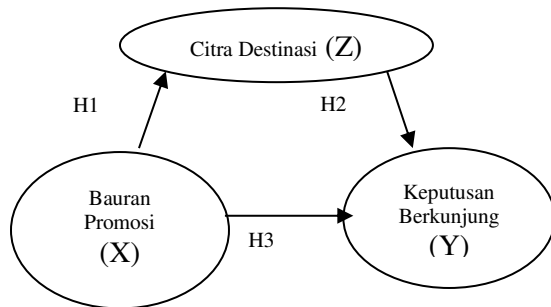 Citra Destinasi (Z)
H1
H2
Bauran
Promosi
(X)
Keputusan
Berkunjung
(Y)
H3